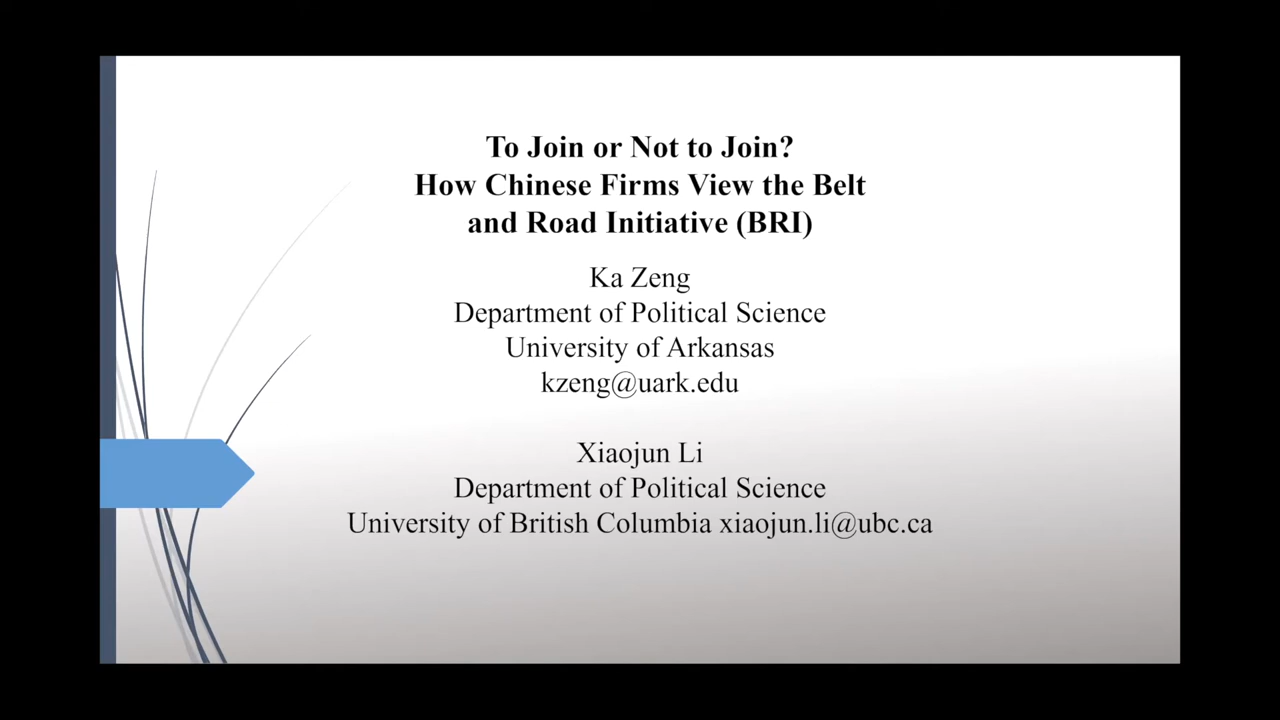 To Join or Not to Join?
How Chinese Firms View the Belt
and Road Initiative (BRI)
Ka Zeng
Department of Political Science
University of Arkansas
kzeng@uark.edu
Xiaojun Li
Department of Political Science
University of British Columbia xiaojun.li@ubc.ca